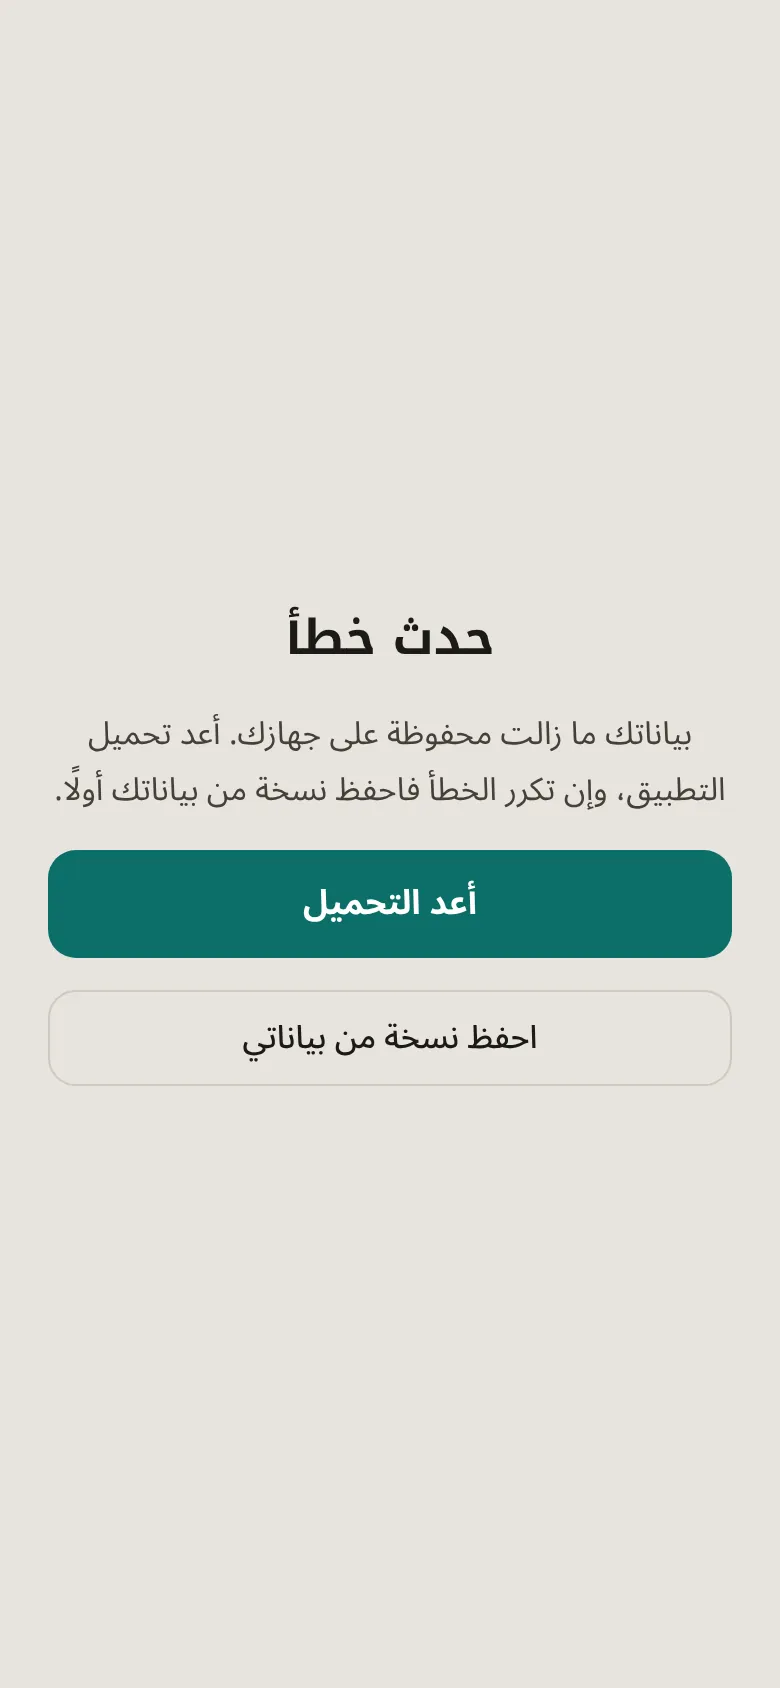 حدث خطأ
بياناتك ما زالت محفوظة على جهازك. أعد تحميل
التطبيق، وإن تكرر الخطأ فاحفظ نسخة من بياناتك أولًا.
أعد التحميل
احفظ نسخة من بياناتي